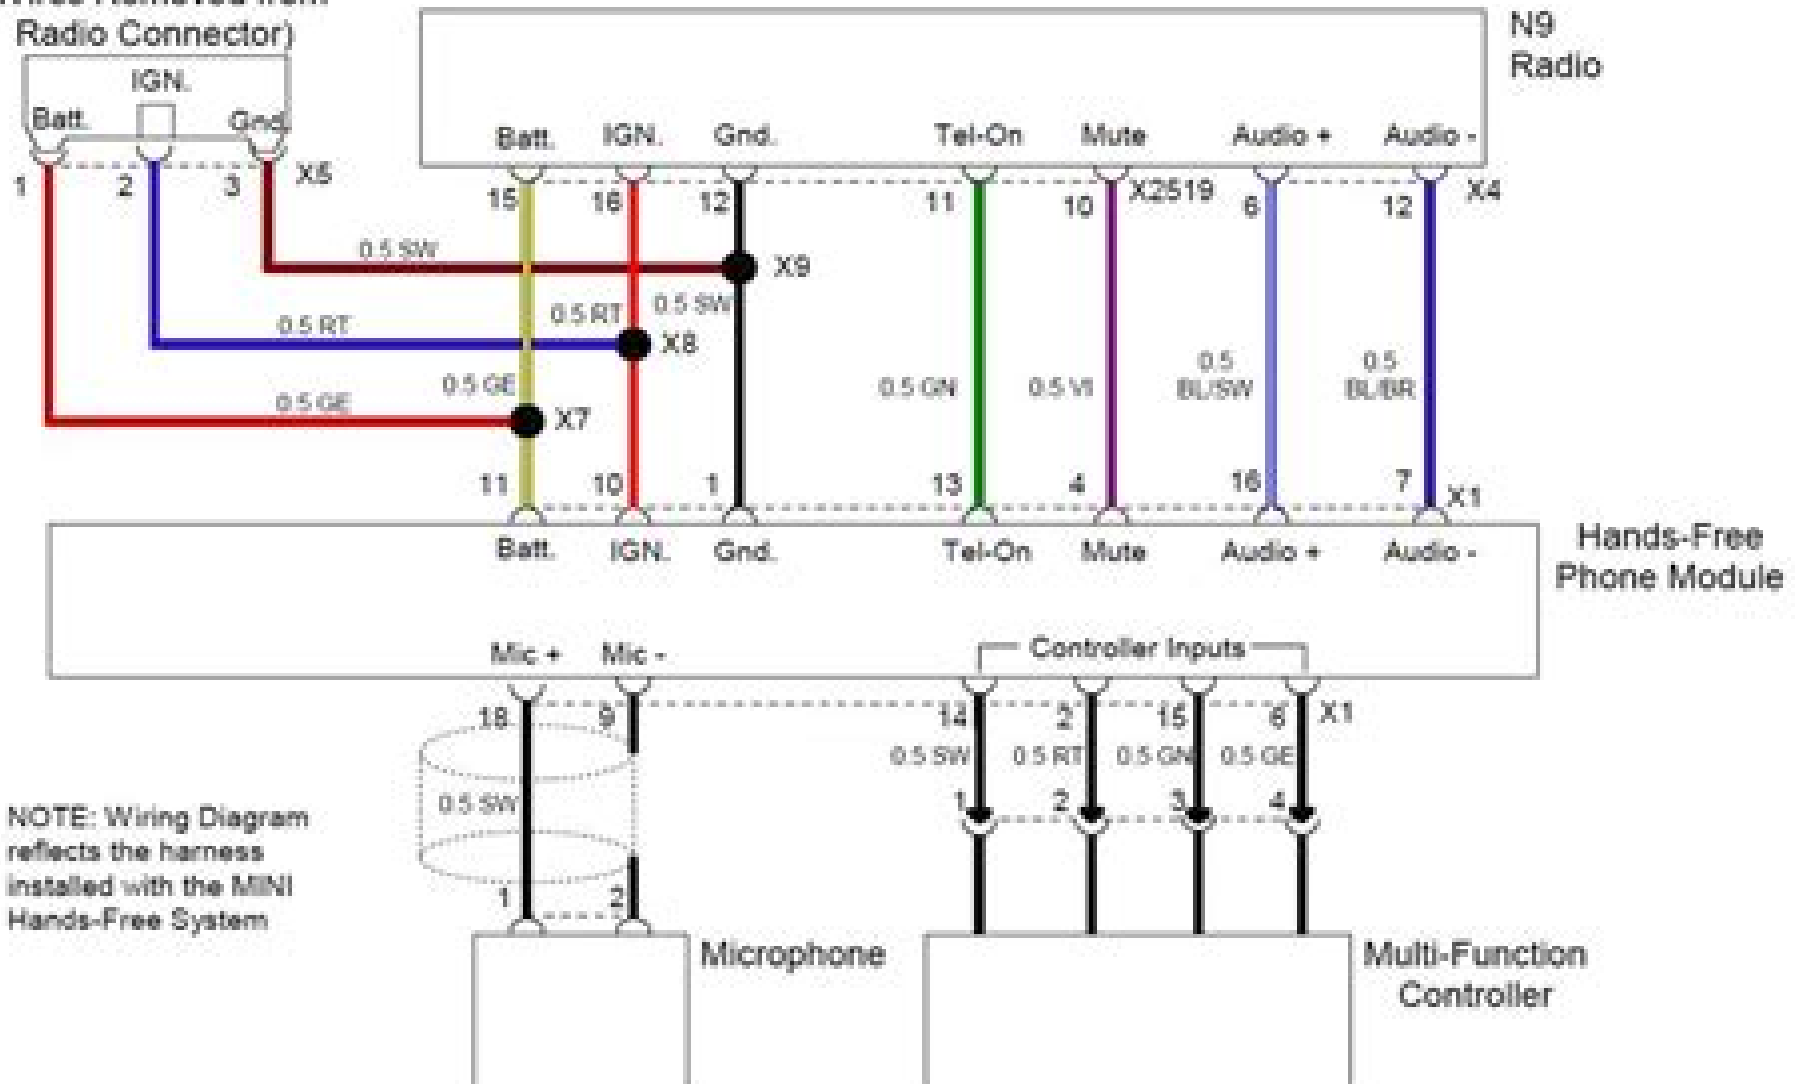 Wires Removed from
Radio Connector)
IGN.
Batt.
Gnd.
1
2
3
X5
N9
Radio
Batt.
IGN.
Gnd.
Tel-On
Mute
Audio +
Audio -
15
16
12
11
10
X2519
6
12
X4
0.5 SW
X9
0.5 RT
0.5 RT
0.5 SW
X8
0.5 GE
0.5 GE
X7
0.5 GN
0.5 VI
0.5
BL/SW
0.5
BL/BR
11
10
1
13
4
16
7
X1
Batt.
IGN.
Gnd.
Tel-On
Mute
Audio +
Audio -
Hands-Free
Phone Module
Mic +
Mic -
Controller Inputs
18
9
14
2
15
6
X1
0.5 SW
0.5 RT
0.5 GN
0.5 GE
0.5 SW
1
2
3
4
1
2
NOTE: Wiring Diagram
reflects the harness
installed with the MINI
Hands-Free System
Microphone
Multi-Function
Controller